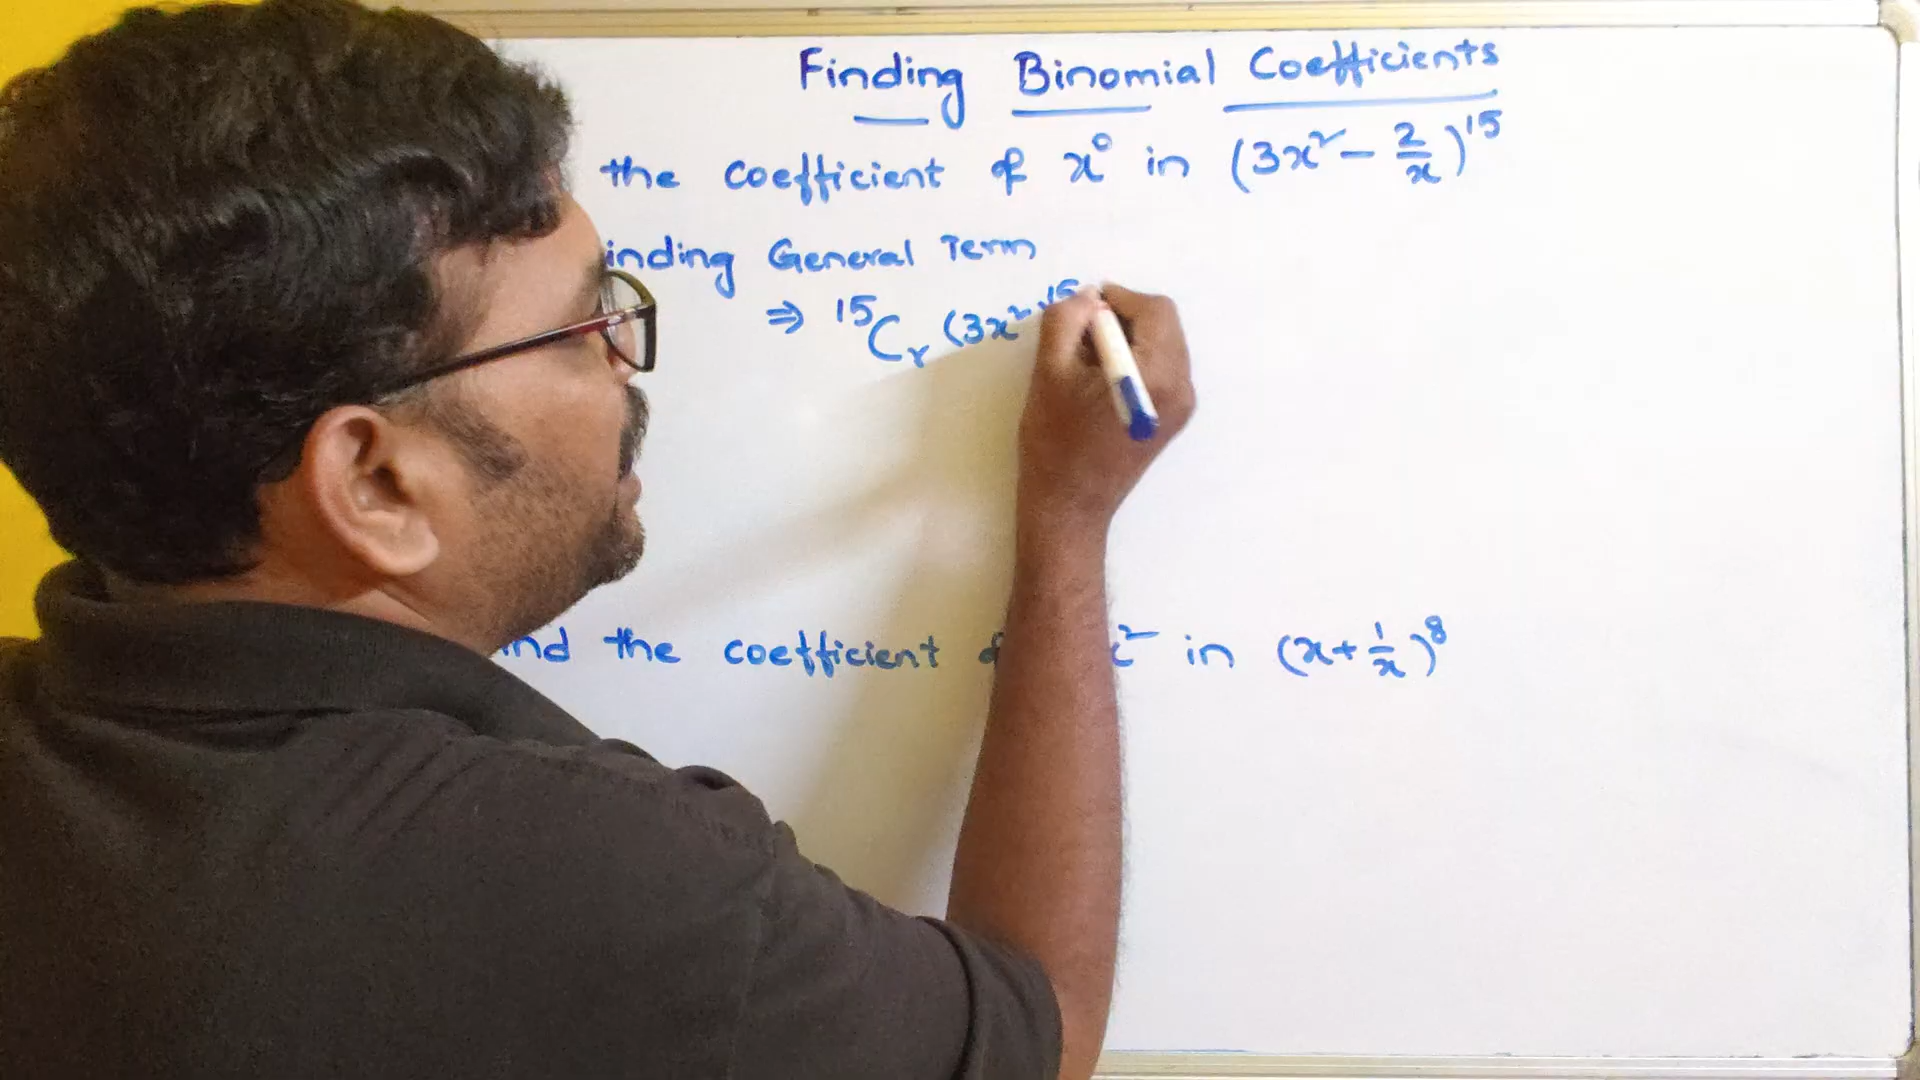 Finding Binomial Coefficients
the coefficient of x⁰ in (3x² - 2/x)¹⁵
inding General Term
⇒ ¹⁵Cᵣ (3x²)¹⁵
nd the coefficient x² in (x + 1/x)⁸